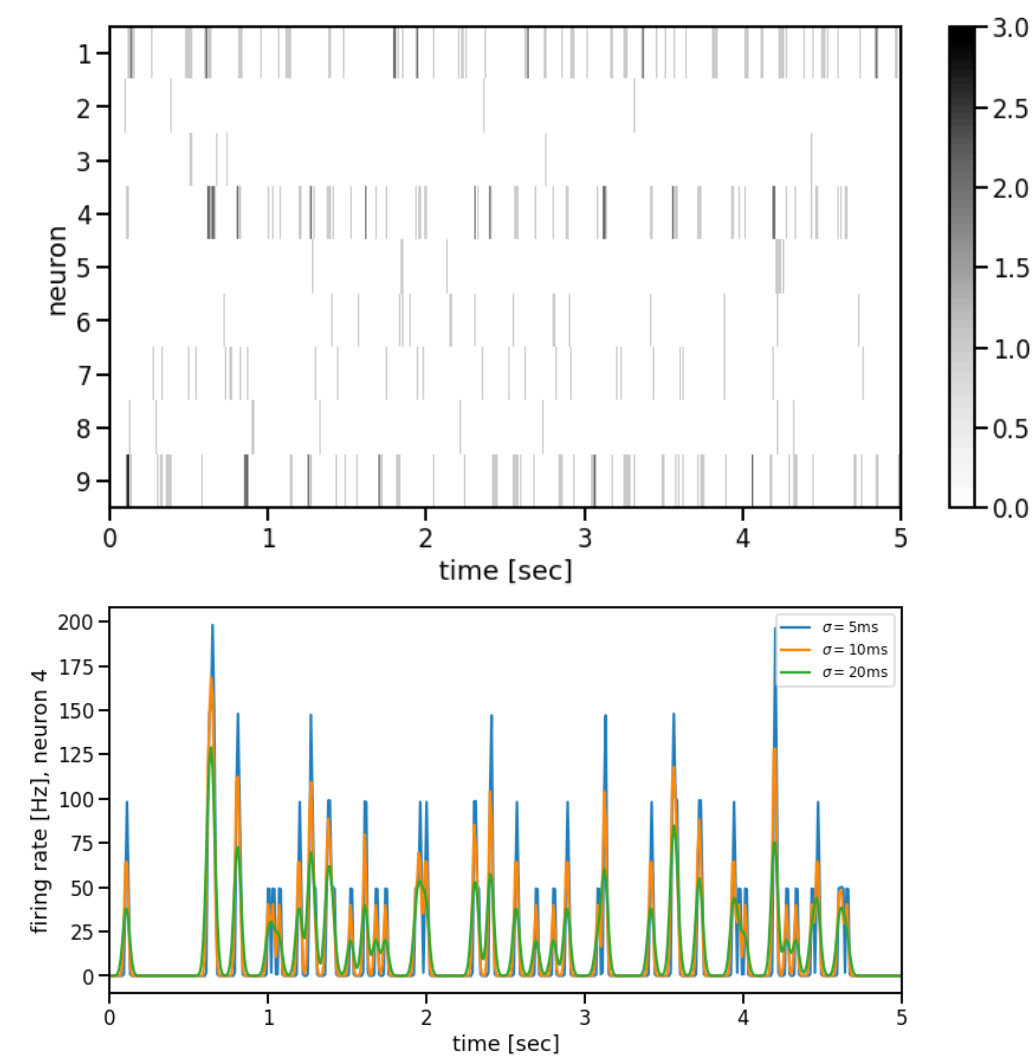 3.0
1
2.5
2
3
2.0
4
neuron
5
1.5
6
1.0
7
8
0.5
9
0.0
0 1 2 3 4 5
time [sec]
200
σ = 5ms
σ = 10ms
175
σ = 20ms
150
125
firing rate [Hz], neuron 4
100
75
50
25
0
0 1 2 3 4 5
time [sec]